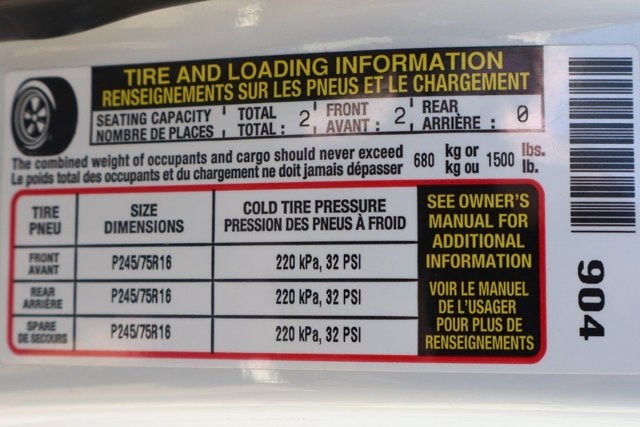 TIRE AND LOADING INFORMATION
RENSEIGNEMENTS SUR LES PNEUS ET LE CHARGEMENT
SEATING CAPACITY TOTAL FRONT REAR
NOMBRE DE PLACES TOTAL : 2 AVANT : 2 ARRIÈRE : 0
The combined weight of occupants and cargo should never exceed 680 kg or 1500 lbs.
Le poids total des occupants et du chargement ne doit jamais dépasser kg ou lb.
TIRE PNEU SIZE DIMENSIONS COLD TIRE PRESSURE PRESSION DES PNEUS À FROID
FRONT AVANT P245/75R16 220 kPa, 32 PSI
REAR ARRIÈRE P245/75R16 220 kPa, 32 PSI
SPARE DE SECOURS P245/75R16 220 kPa, 32 PSI
SEE OWNER'S
MANUAL FOR
ADDITIONAL
INFORMATION
VOIR LE MANUEL
DE L'USAGER
POUR PLUS DE
RENSEIGNEMENTS
904